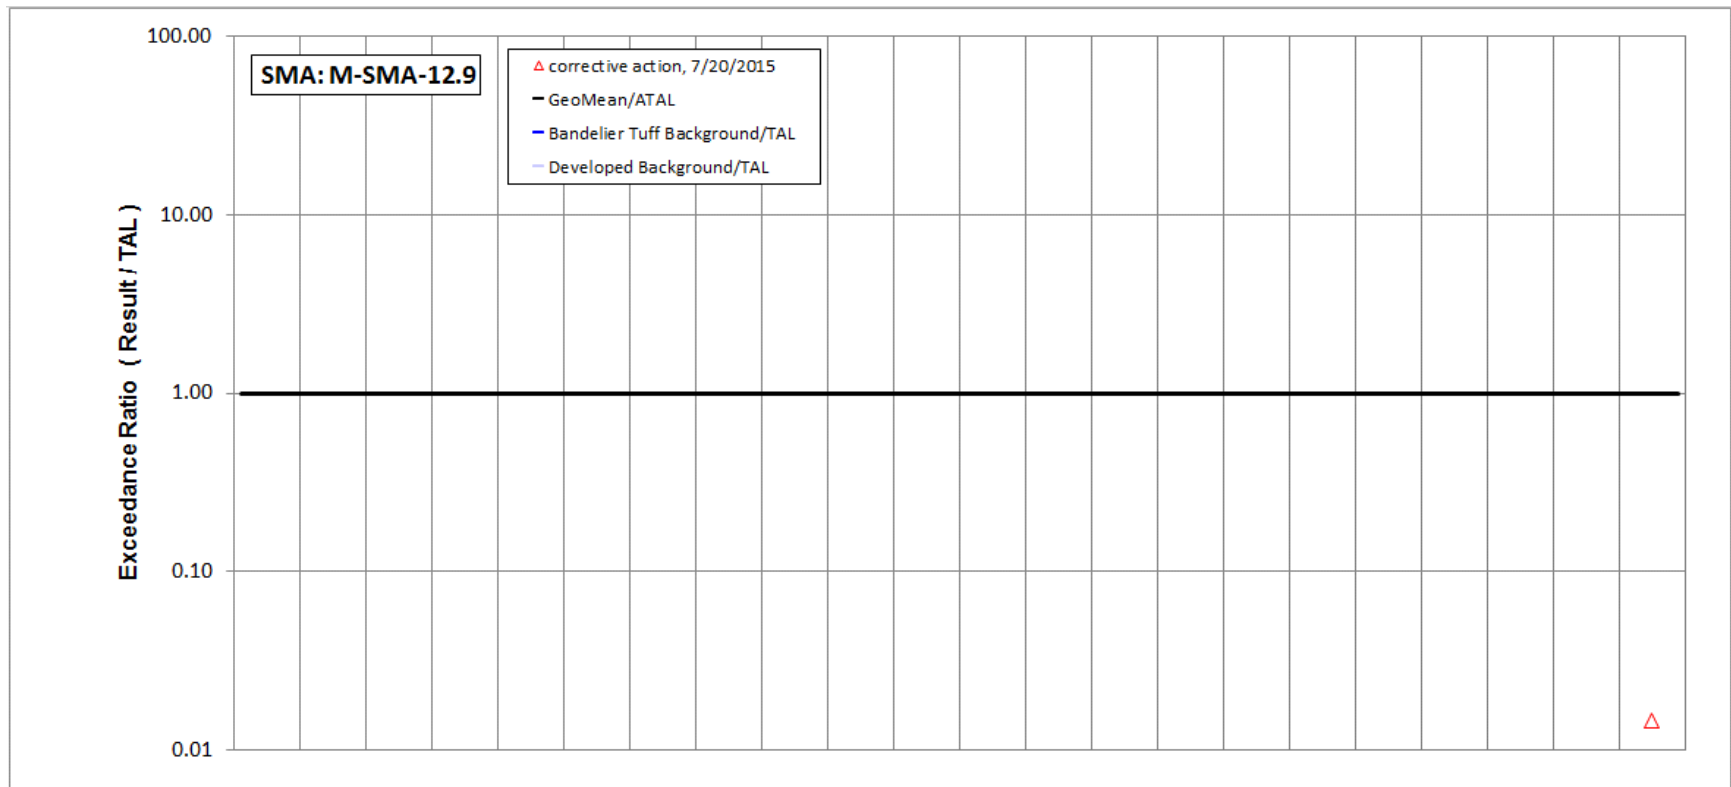 100.00
SMA: M-SMA-12.9
corrective action, 7/20/2015
GeoMean/ATAL
Bandelier Tuff Background/TAL
Developed Background/TAL
10.00
1.00
0.10
0.01
Exceedance Ratio ( Result / TAL )